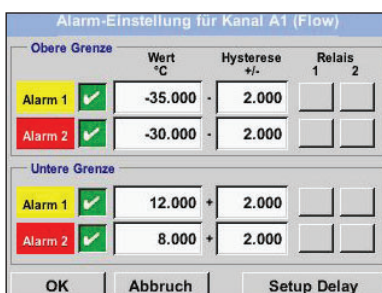 Alarm-Einstellung für Kanal A1 (Flow)
Obere Grenze
Wert Hysterese Relais
°C +/- 1 2
Alarm 1 -35.000 - 2.000
Alarm 2 -30.000 - 2.000
Untere Grenze
Alarm 1 12.000 + 2.000
Alarm 2 8.000 + 2.000
OK Abbruch Setup Delay